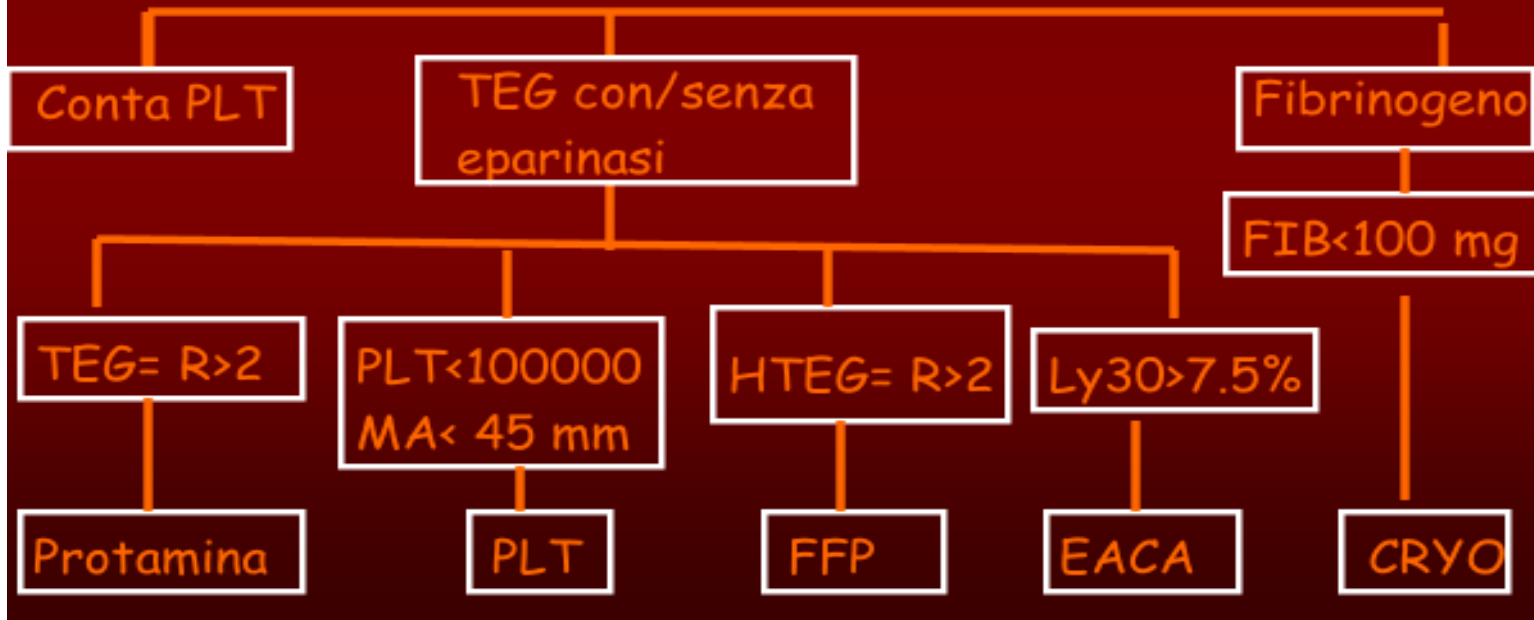 Conta PLT
TEG con/senza
eparinasi
Fibrinogeno
FIB<100 mg
TEG= R>2
PLT<100000
MA< 45 mm
HTEG= R>2
Ly30>7.5%
Protamina
PLT
FFP
EACA
CRYO